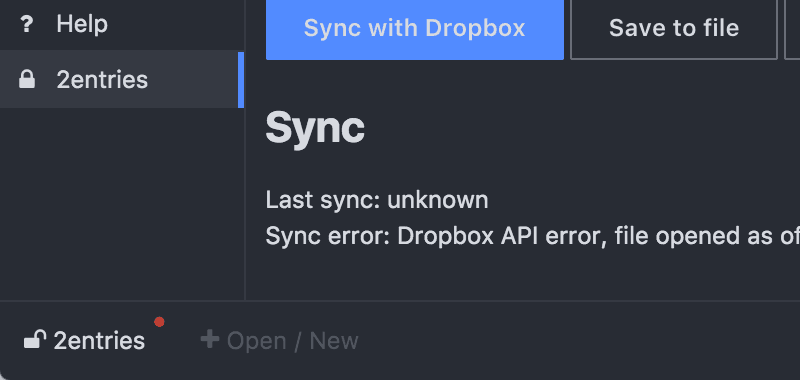 ? Help
Sync with Dropbox
Save to file
2entries
Sync
Last sync: unknown
Sync error: Dropbox API error, file opened as of
2entries
+ Open / New